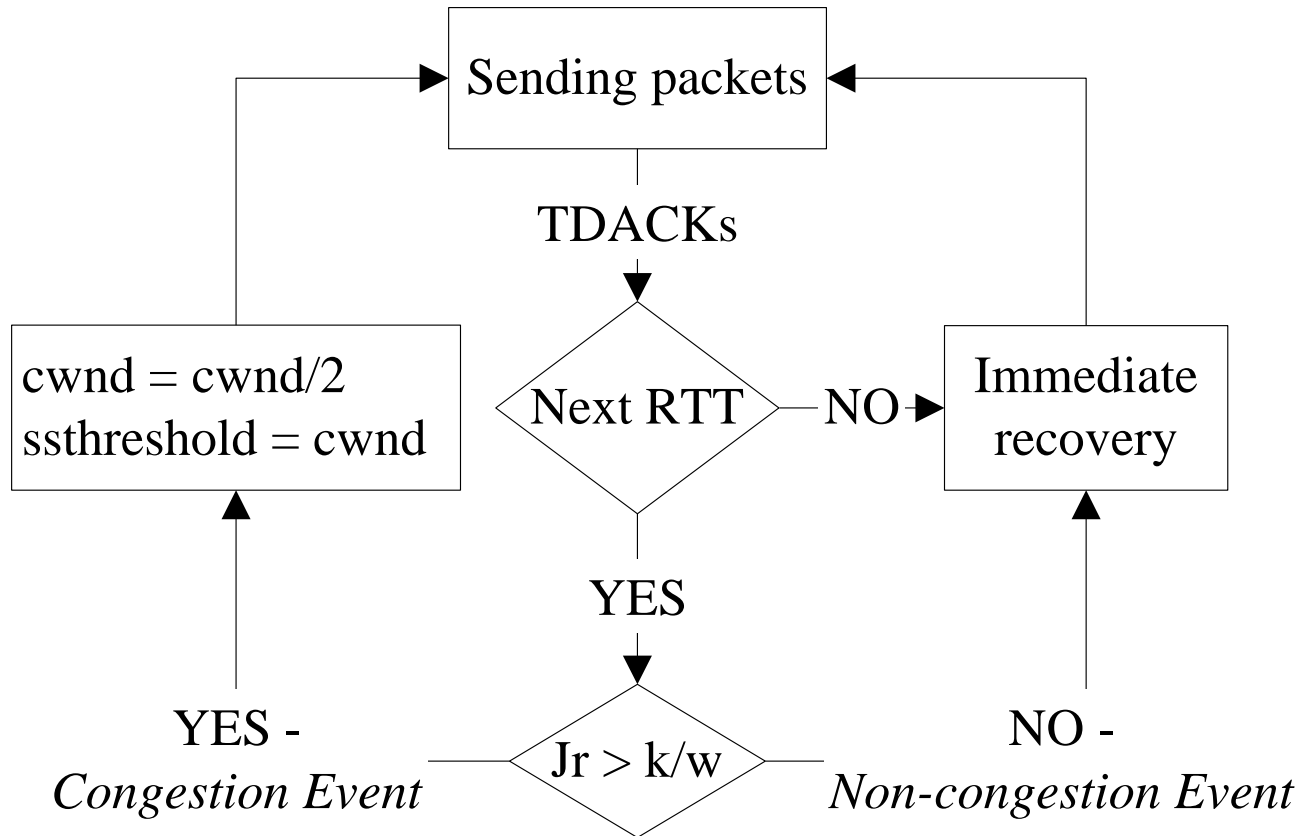 Sending packets
TDACKs
cwnd = cwnd/2
ssthreshold = cwnd
Next RTT
NO
Immediate
recovery
YES
YES -
Congestion Event
Jr > k/w
NO -
Non-congestion Event